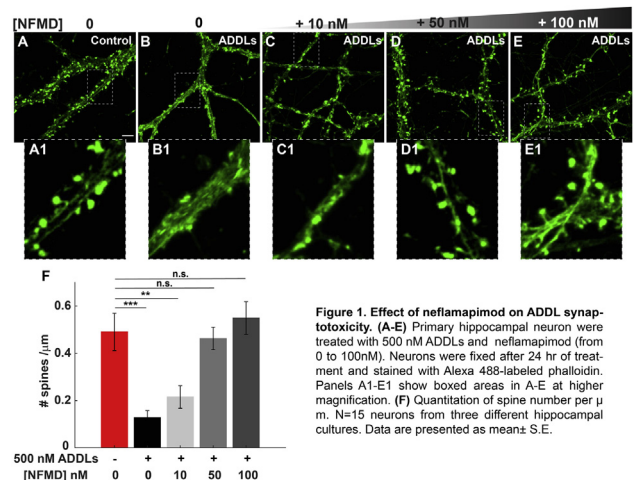 [NFMD] 0 0 + 10 nM + 50 nM + 100 nM
A Control B ADDLs C ADDLs D ADDLs E ADDLs
A1 B1 C1 D1 E1
F
n.s.
n.s.
**
***
0.6
0.4
0.2
0
# spines /µm
500 nM ADDLs - + + + +
[NFMD] nM 0 0 10 50 100
Figure 1. Effect of neflamapimod on ADDL synap-
totoxicity. (A-E) Primary hippocampal neuron were
treated with 500 nM ADDLs and neflamapimod (from
0 to 100nM). Neurons were fixed after 24 hr of treat-
ment and stained with Alexa 488-labeled phalloidin.
Panels A1-E1 show boxed areas in A-E at higher
magnification. (F) Quantitation of spine number per µ
m. N=15 neurons from three different hippocampal
cultures. Data are presented as mean± S.E.